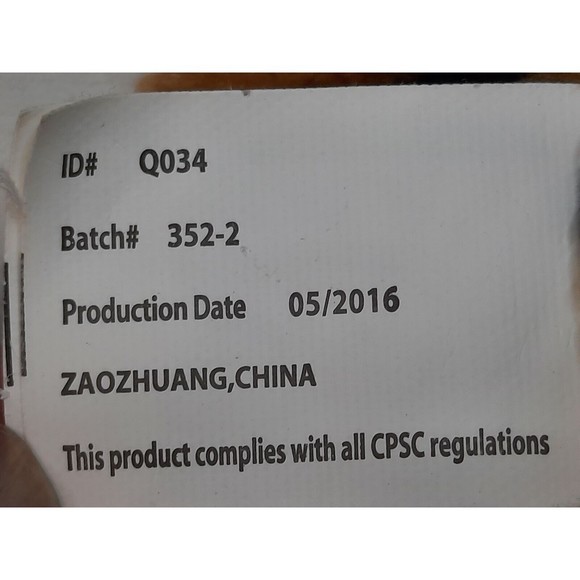 ID# Q034
Batch# 352-2
Production Date 05/2016
ZAOZHUANG,CHINA
This product complies with all CPSC regulations